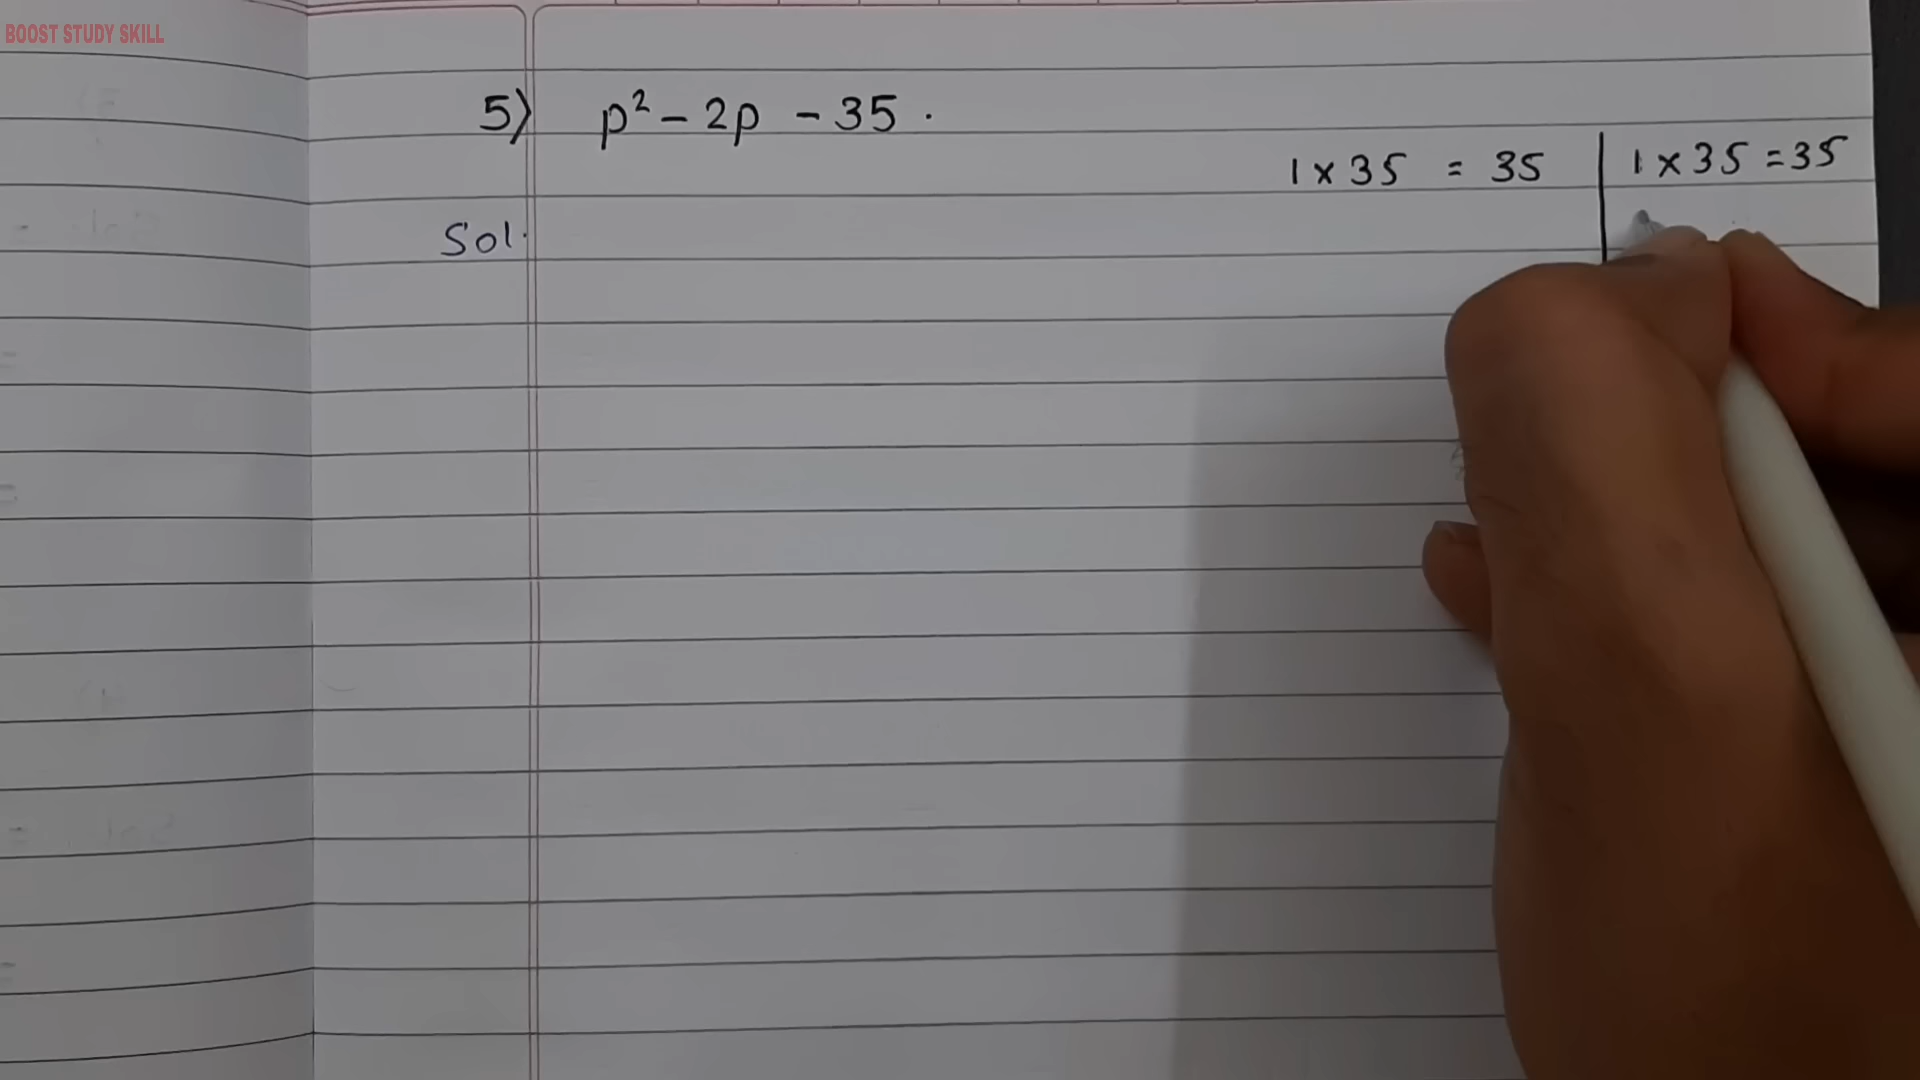 BOOST STUDY SKILL
5) p² - 2p - 35 .
1 x 35 = 35 | 1 x 35 = 35
Sol.